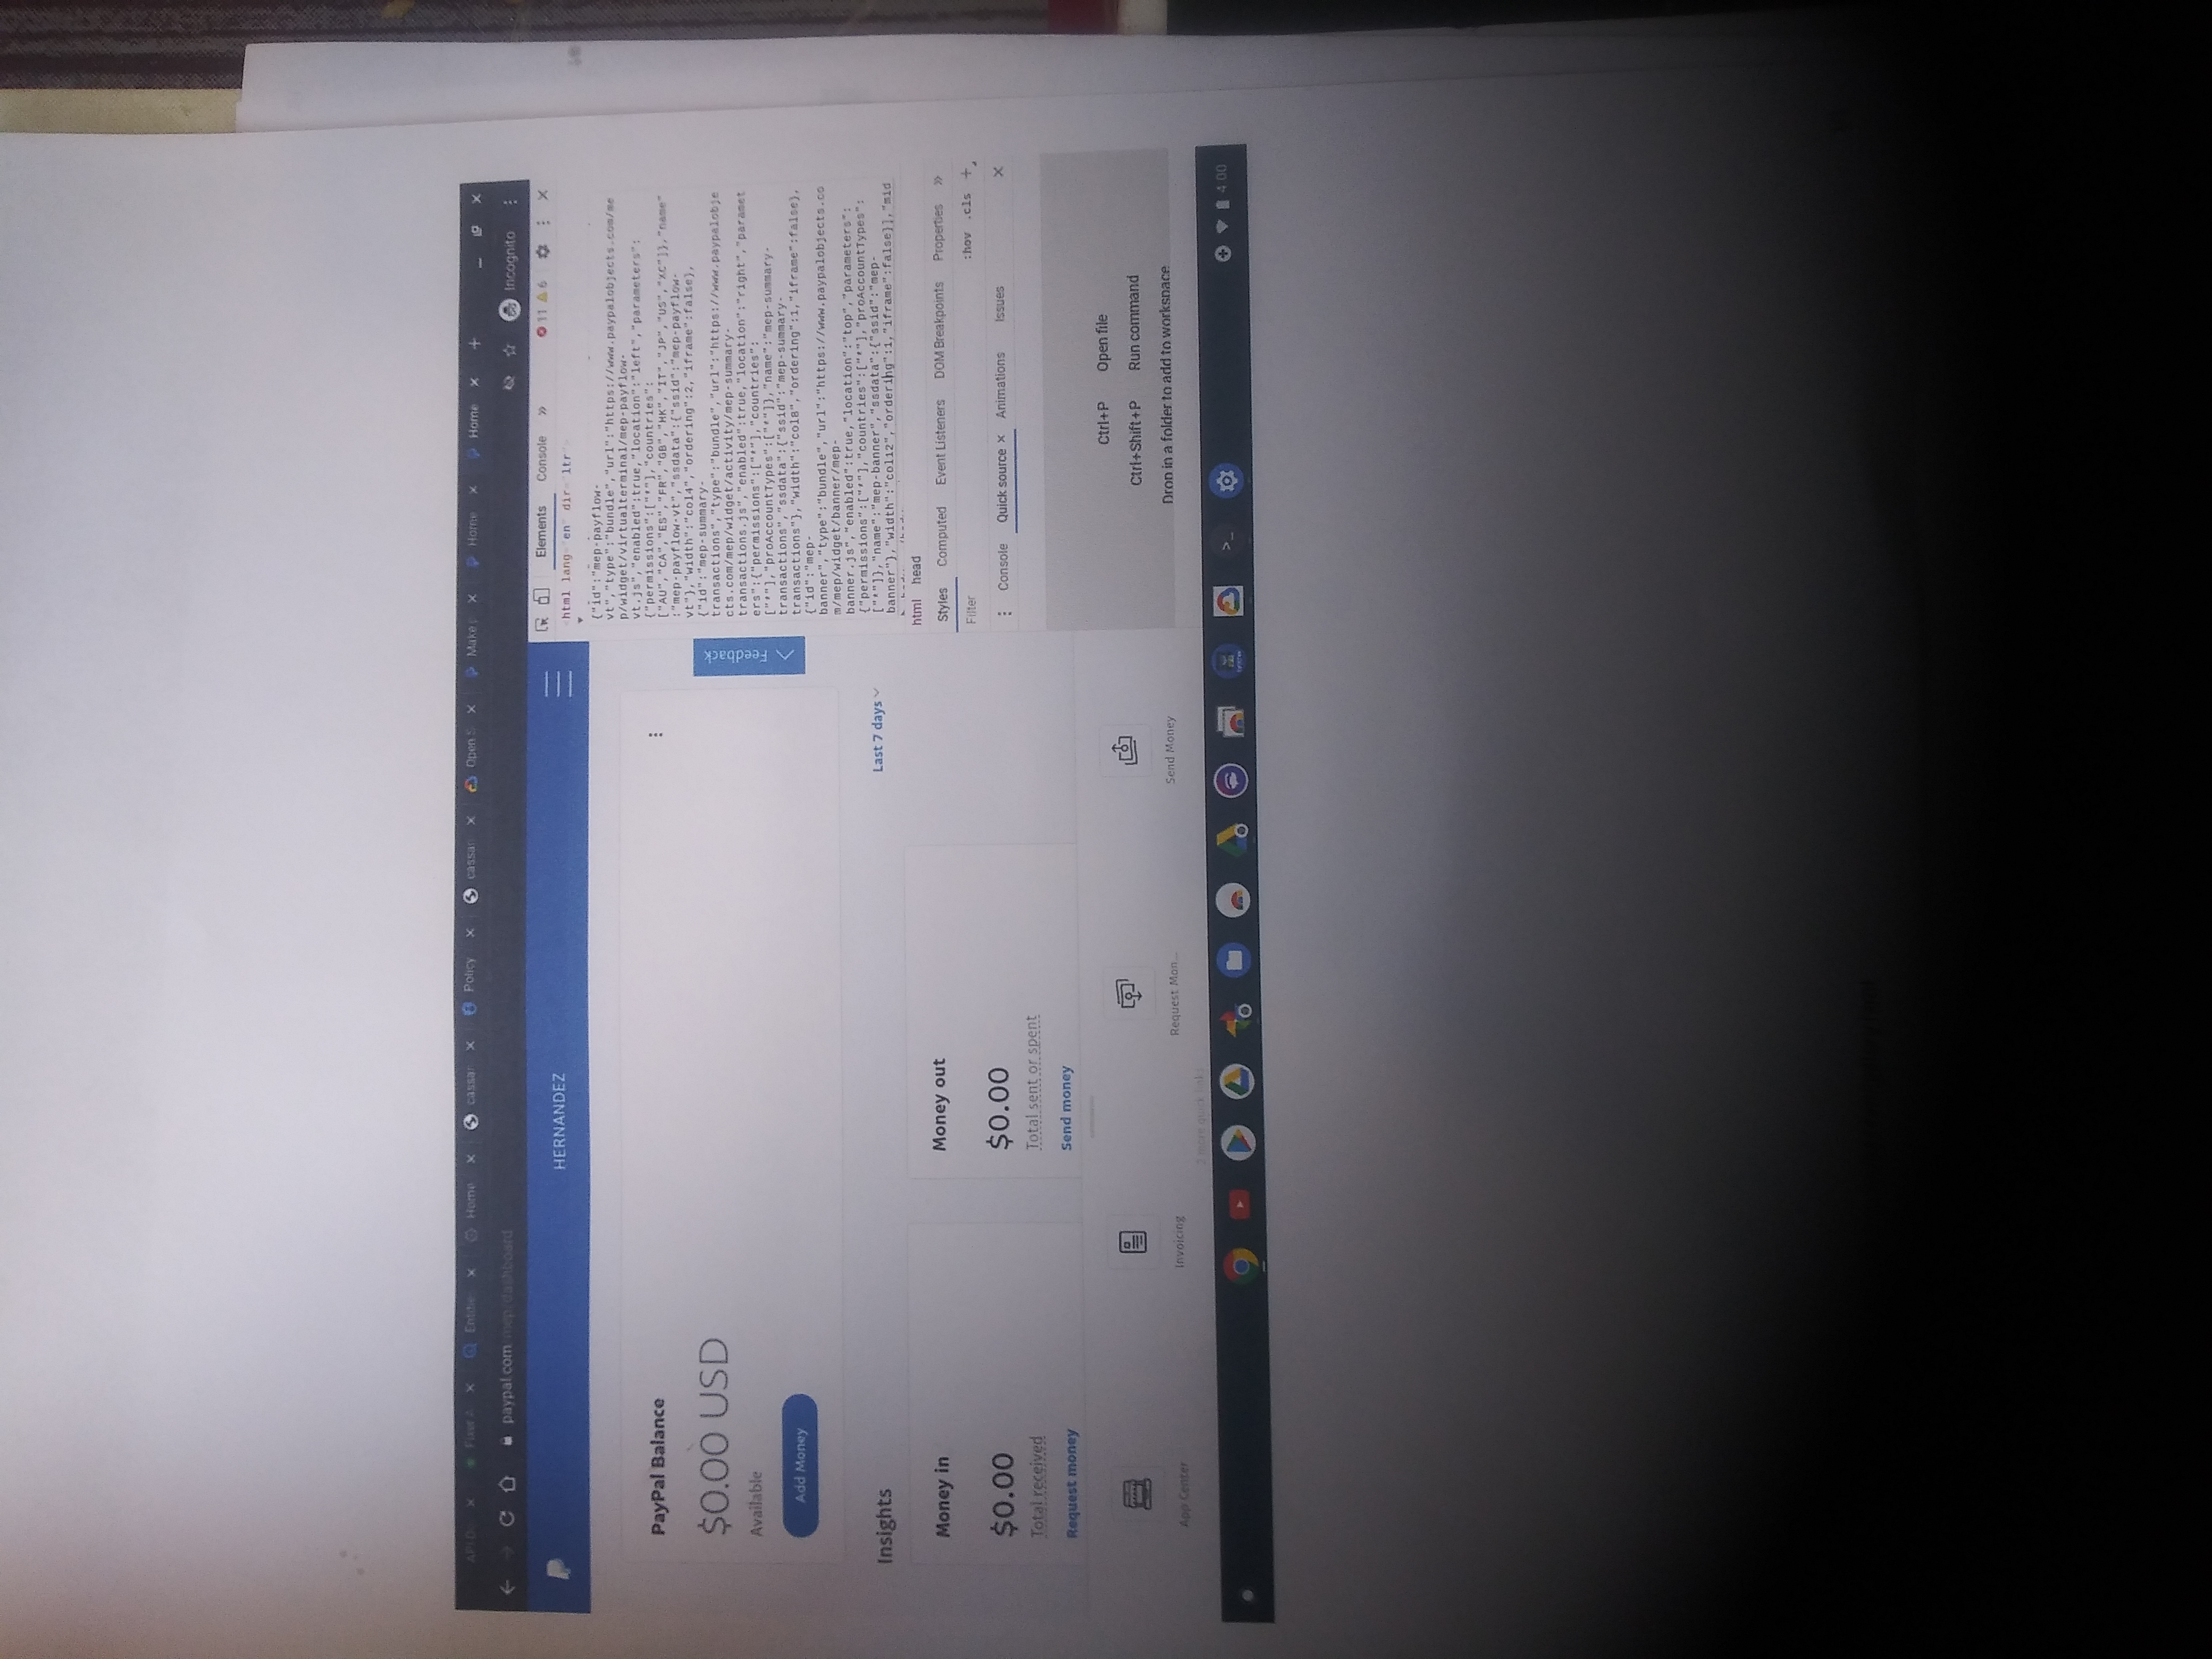 API D
Fixer A
Entitie
Home
cassan
Policy
cassan
Open S
Make
Home
Home
paypal.com/mep/dashboard
Incognito
HERNANDEZ
PayPal Balance
$0.00 USD
Available
Add Money
Feedback
Insights
Last 7 days
Money in
$0.00
Total received
Request money
Money out
$0.00
Total sent or spent
Send money
App Center
Invoicing
Request Mon...
Send Money
3 more quick links
Elements
Console
»
11
6
html lang="en" dir="ltr"
{"id":"mep-payflow-
vt","type":"bundle","url":"https://www.paypalobjects.com/me
p/widget/virtualterminal/mep-payflow-
vt.js","enabled":true,"location":"left","parameters":
{"permissions":["*"],"countries":
["AU","CA","ES","FR","GB","HK","IT","JP","US","XC"]},"name"
:"mep-payflow-vt","ssdata":{"ssid":"mep-payflow-
vt"},"width":"col4","ordering":2,"iframe":false},
{"id":"mep-summary-
transactions","type":"bundle","url":"https://www.paypalobje
cts.com/mep/widget/activity/mep-summary-
transactions.js","enabled":true,"location":"right","paramet
ers":{"permissions":["*"],"countries":
["*"],"proAccountTypes":["*"]},"name":"mep-summary-
transactions","ssdata":{"ssid":"mep-summary-
transactions"},"width":"col8","ordering":1,"iframe":false},
{"id":"mep-
banner","type":"bundle","url":"https://www.paypalobjects.co
m/mep/widget/banner/mep-
banner.js","enabled":true,"location":"top","parameters":
{"permissions":["*"],"countries":["*"],"proAccountTypes":
["*"]},"name":"mep-banner","ssdata":{"ssid":"mep-
banner"},"width":"col12","ordering":1,"iframe":false}],"mid
html head
Styles
Computed
Event Listeners
DOM Breakpoints
Properties
»
Filter
:hov .cls +
Console
Quick source
Animations
Issues
Ctrl+P Open file
Ctrl+Shift+P Run command
Drop in a folder to add to workspace
4:00